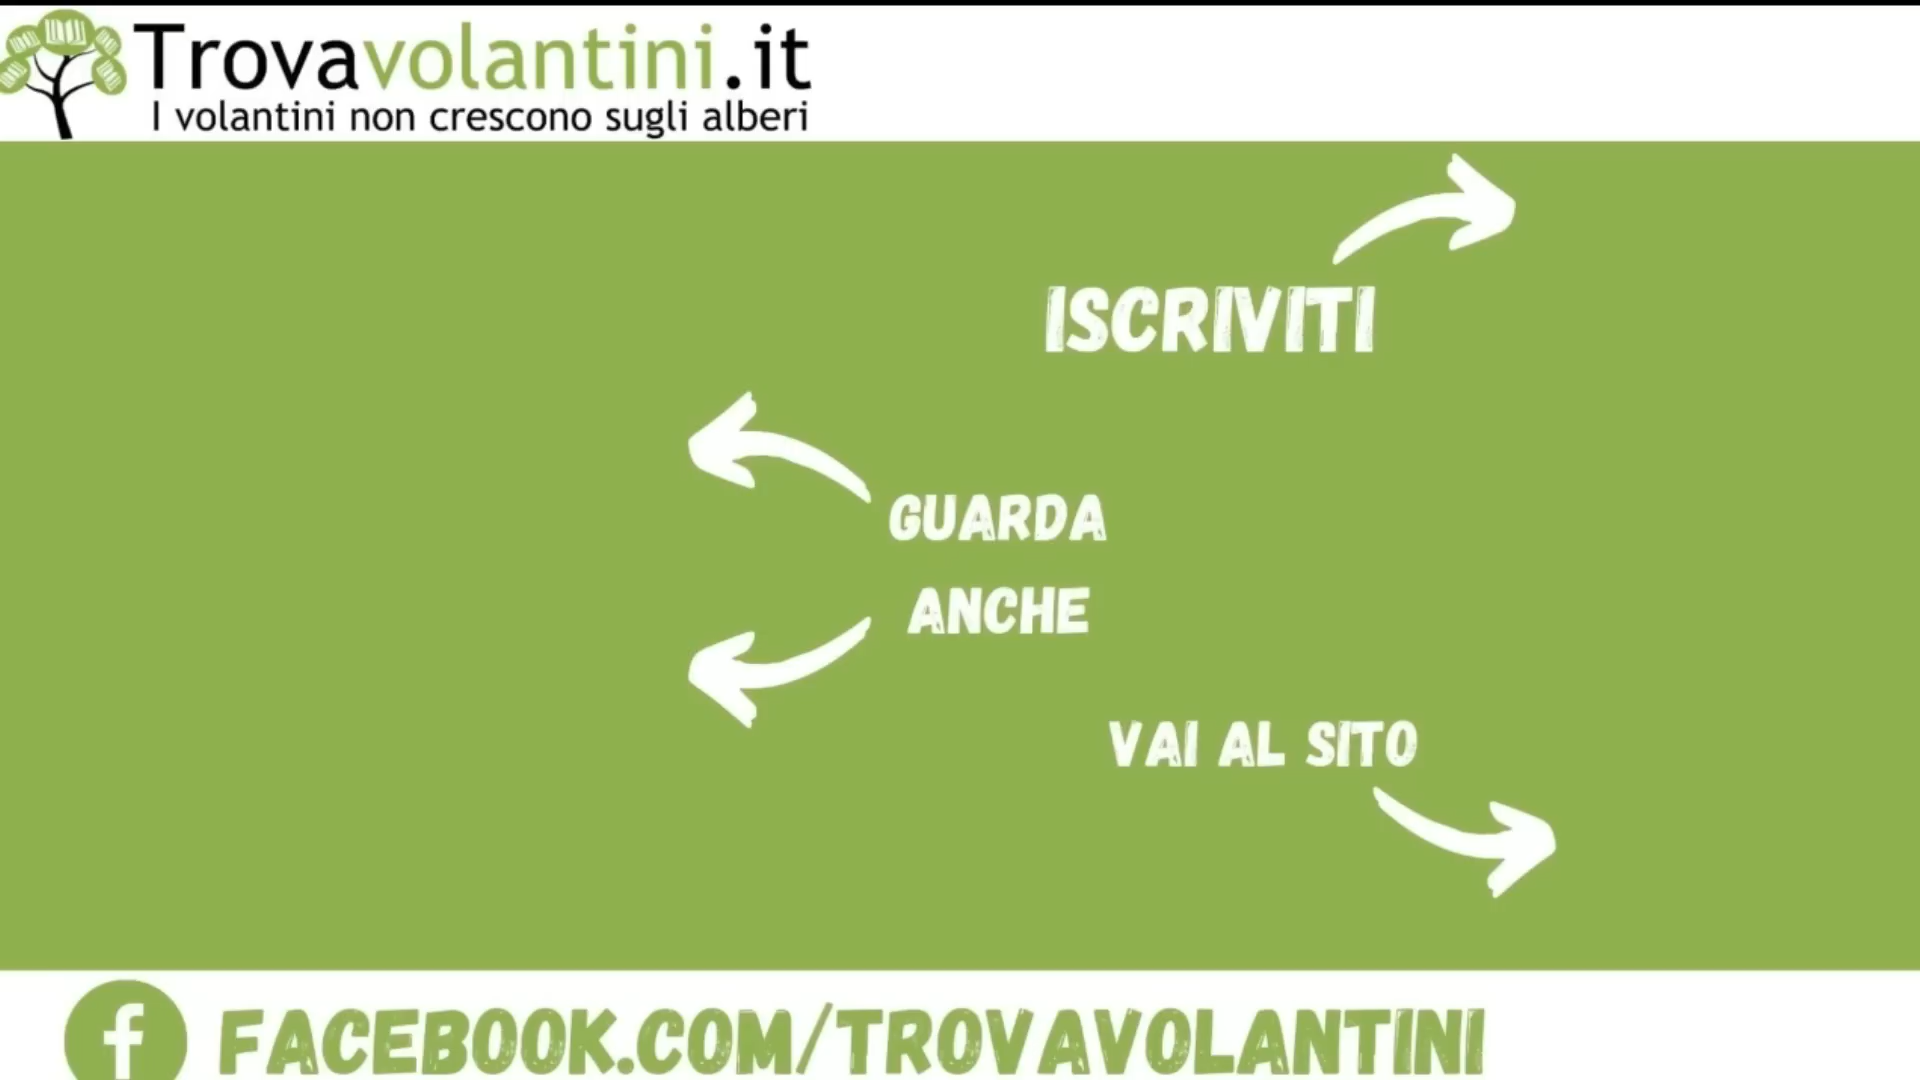 Trovavolantini.it
I volantini non crescono sugli alberi
ISCRIVITI
GUARDA
ANCHE
VAI AL SITO
f FACEBOOK.COM/TROVAVOLANTINI